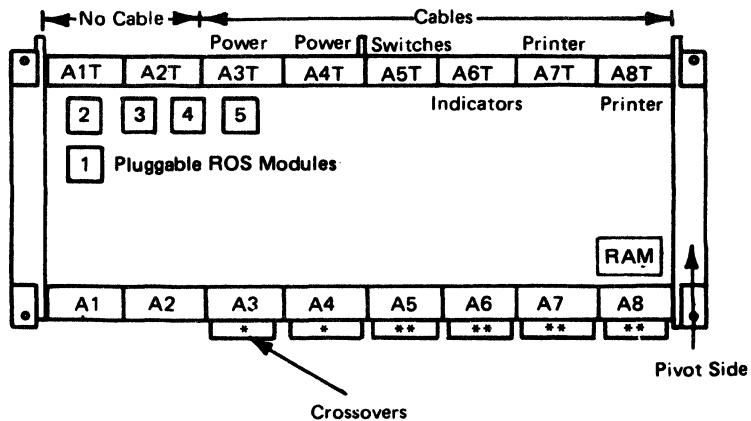 No Cable Cables
Power Power Switches Printer
A1T A2T A3T A4T A5T A6T A7T A8T
Indicators Printer
2 3 4 5
1 Pluggable ROS Modules
RAM
A1 A2 A3 A4 A5 A6 A7 A8
* * ** ** ** **
Pivot Side
Crossovers